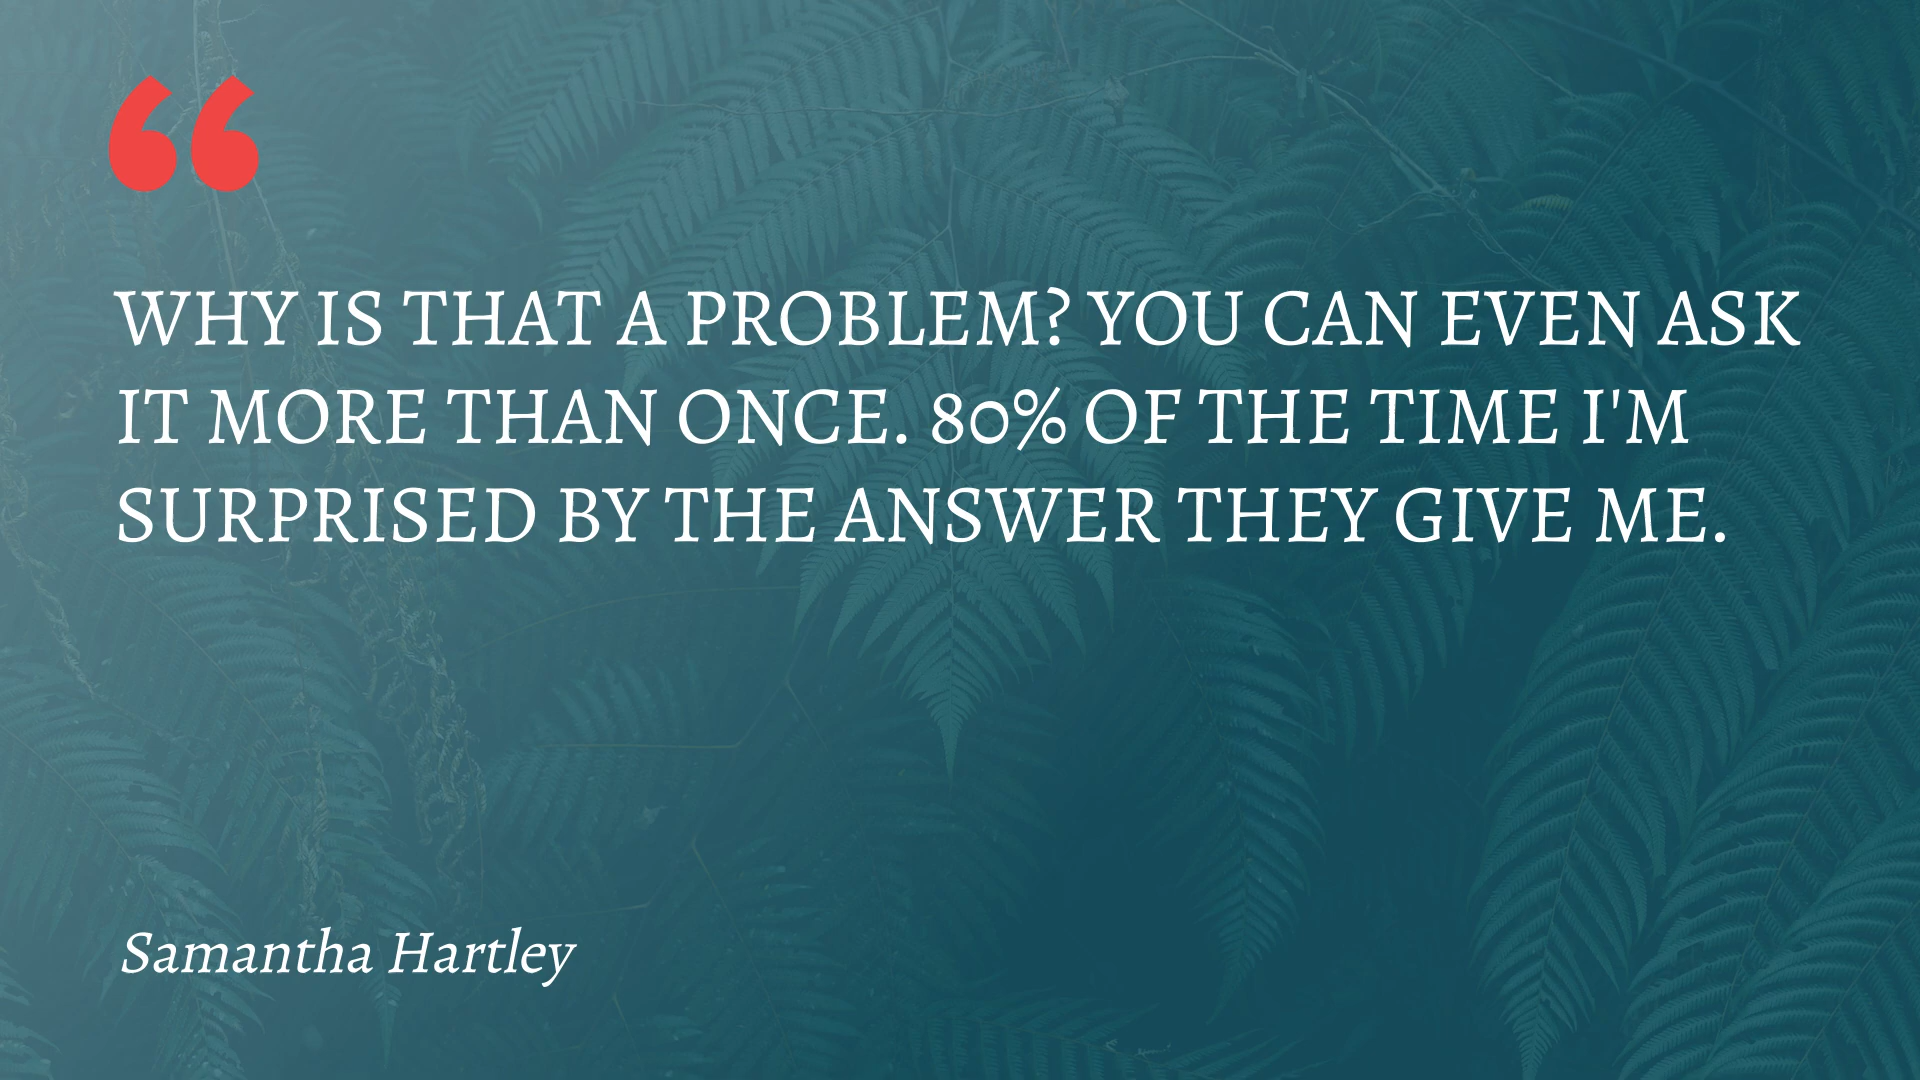 “
WHY IS THAT A PROBLEM? YOU CAN EVEN ASK
IT MORE THAN ONCE. 80% OF THE TIME I'M
SURPRISED BY THE ANSWER THEY GIVE ME.
Samantha Hartley